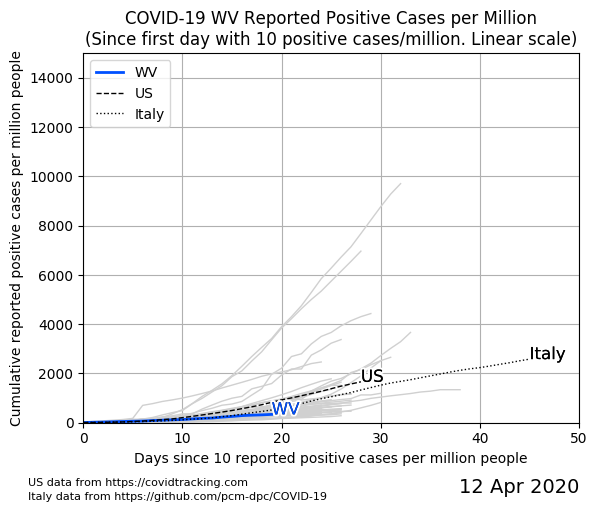 COVID-19 WV Reported Positive Cases per Million
(Since first day with 10 positive cases/million. Linear scale)
Cumulative reported positive cases per million people
14000
12000
10000
8000
6000
4000
2000
0
WV
US
Italy
Italy
US
WV
0 10 20 30 40 50
Days since 10 reported positive cases per million people
US data from https://covidtracking.com
Italy data from https://github.com/pcm-dpc/COVID-19
12 Apr 2020